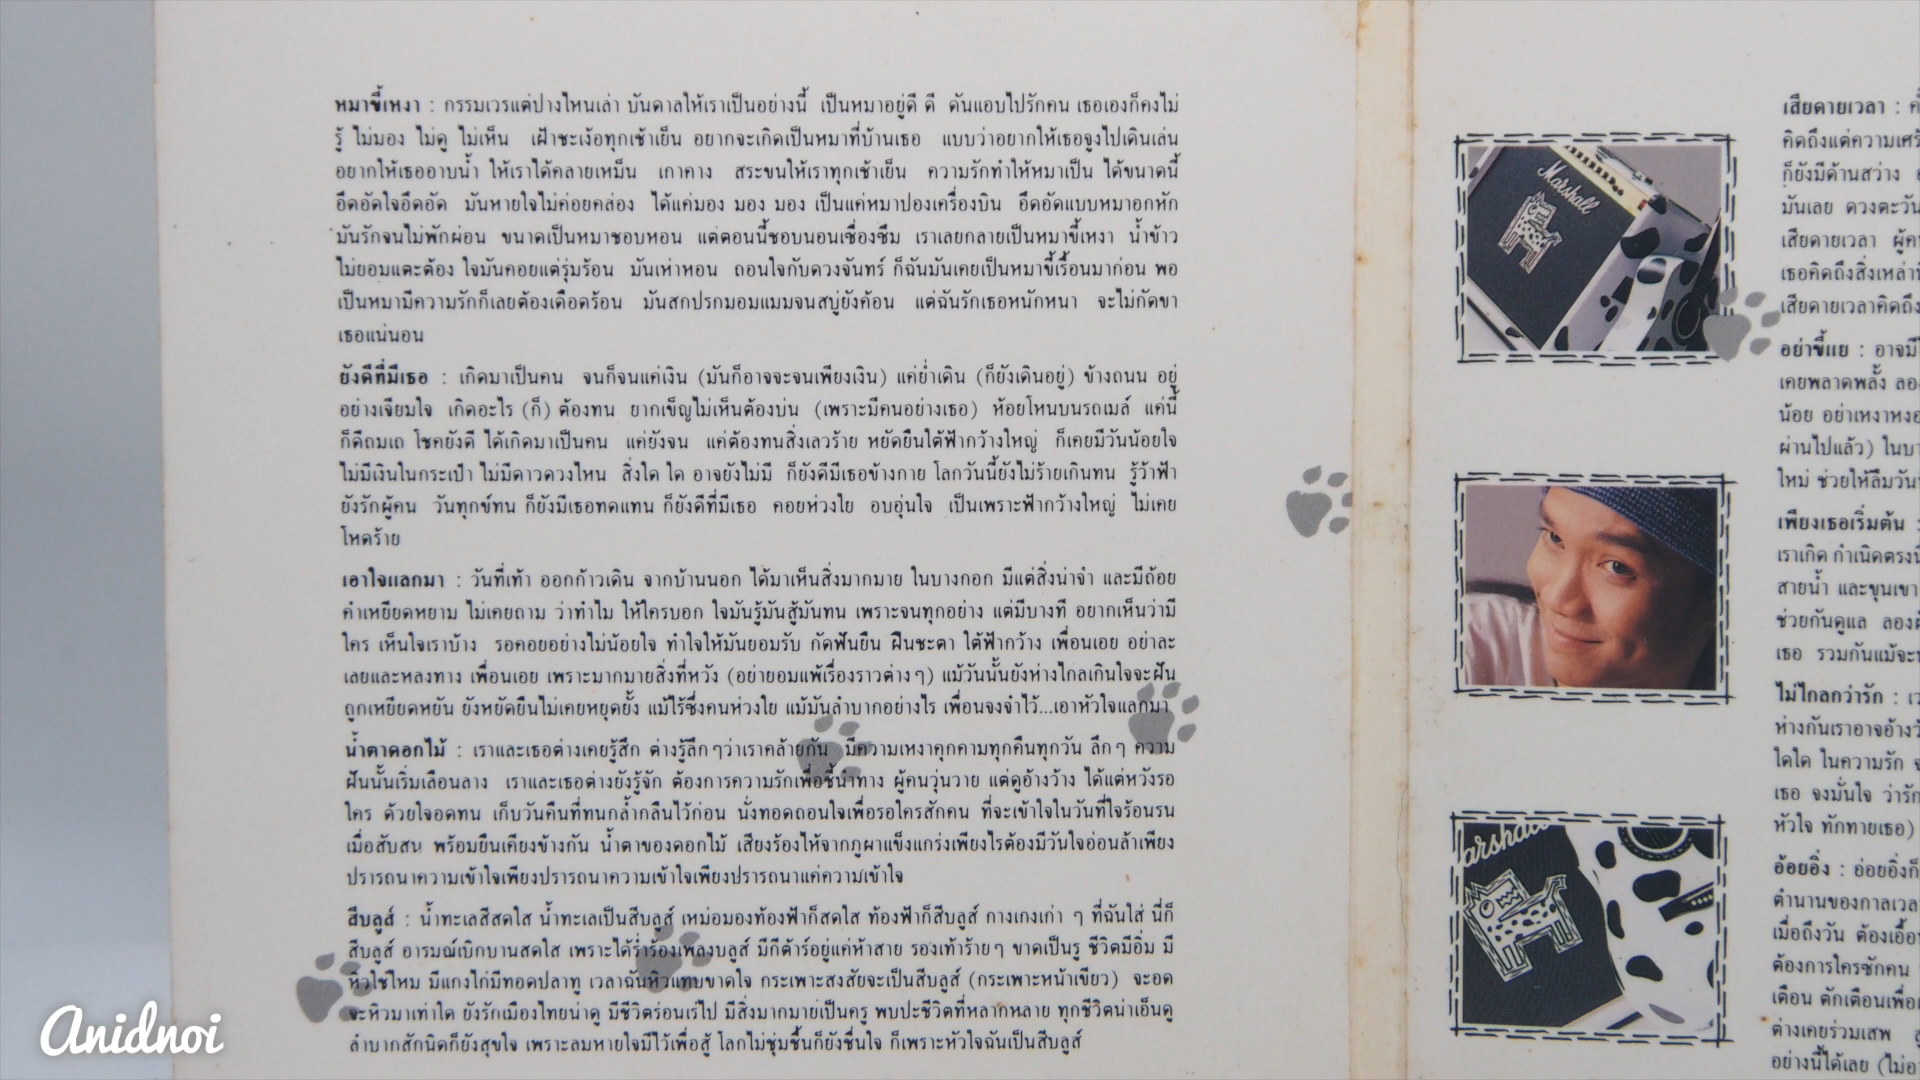 หมาขี้เหงา : กรรมเวรแต่ปางไหนเล่า บันดาลให้เราเป็นอย่างนี้ เป็นหมาอยู่ดี ดี ดันแอบไปรักคน เธอเองก็คงไม่
รู้ ไม่มอง ไม่ดู ไม่เห็น เฝ้าชะเง้อทุกเช้าเย็น อยากจะเกิดเป็นหมาที่บ้านเธอ แบบว่าอยากให้เธอจูงไปเดินเล่น
อยากให้เธออาบน้ำ ให้เราได้คลายเหม็น เกาคาง สระขนให้เราทุกเช้าเย็น ความรักทำให้หมาเป็น ได้ขนาดนี้
อึดอัดใจอึดอัด มันหายใจไม่ค่อยคล่อง ได้แค่มอง มอง มอง เป็นแค่หมาปองเครื่องบิน อึดอัดแบบหมาอกหัก
มันรักจนไม่พักผ่อน ขนาดเป็นหมาชอบหอน แต่ตอนนี้ชอบนอนเซื่องซึม เราเลยกลายเป็นหมาขี้เหงา น้ำข้าว
ไม่ยอมแตะต้อง ใจมันคอยแต่รุ่มร้อน มันเห่าหอน ถอนใจกับดวงจันทร์ ก็ฉันมันเคยเป็นหมาขี้เรื้อนมาก่อน พอ
เป็นหมามีความรักก็เลยต้องเดือดร้อน มันสกปรกมอมแมมจนสบู่ยังค้อน แต่ฉันรักเธอหนักหนา จะไม่กัดขา
เธอแน่นอน
ยังดีที่มีเธอ : เกิดมาเป็นคน จนก็จนแค่เงิน (มันก็อาจจะจนเพียงเงิน) แค่ย่ำเดิน (ก็ยังเดินอยู่) ข้างถนน อยู่
อย่างเจียมใจ เกิดอะไร (ก็) ต้องทน ยากเข็ญไม่เห็นต้องบ่น (เพราะมีคนอย่างเธอ) ห้อยโหนบนรถเมล์ แค่นี้
ก็ดีถมเถ โชคยังดี ได้เกิดมาเป็นคน แค่ยังจน แค่ต้องทนสิ่งเลวร้าย หยัดยืนใต้ฟ้ากว้างใหญ่ ก็เคยมีวันน้อยใจ
ไม่มีเงินในกระเป๋า ไม่มีดาวดวงไหน สิ่งใด ใด อาจยังไม่มี ก็ยังดีมีเธอข้างกาย โลกวันนี้ยังไม่ร้ายเกินทน รู้ว่าฟ้า
ยังรักผู้คน วันทุกข์ทน ก็ยังมีเธอทดแทน ก็ยังดีที่มีเธอ คอยห่วงใย อบอุ่นใจ เป็นเพราะฟ้ากว้างใหญ่ ไม่เคย
โหดร้าย
เอาใจแลกมา : วันที่เท้า ออกก้าวเดิน จากบ้านนอก ได้มาเห็นสิ่งมากมาย ในบางกอก มีแต่สิ่งน่าจำ และมีถ้อย
คำเหยียดหยาม ไม่เคยถาม ว่าทำไม ให้ใครบอก ใจมันรู้มันสู้มันทน เพราะจนทุกอย่าง แต่มีบางที อยากเห็นว่ามี
ใคร เห็นใจเราบ้าง รอคอยอย่างไม่น้อยใจ ทำใจให้มันยอมรับ กัดฟันยืน ฝืนชะตา ใต้ฟ้ากว้าง เพื่อนเอย อย่าละ
เลยและหลงทาง เพื่อนเอย เพราะมากมายสิ่งที่หวัง (อย่ายอมแพ้เรื่องราวต่างๆ) แม้วันนั้นยังห่างไกลเกินใจจะฝัน
ถูกเหยียดหยัน ยังหยัดยืนไม่เคยหยุดยั้ง แม้ไร้ซึ่งคนห่วงใย แม้มันลำบากอย่างไร เพื่อนจงจำไว้...เอาหัวใจแลกมา
น้ำตาดอกไม้ : เราและเธอต่างเคยรู้สึก ต่างรู้ลึกๆว่าเราคล้ายกัน มีความเหงาคุกคามทุกคืนทุกวัน ลึกๆ ความ
ฝันนั้นเริ่มเลือนลาง เราและเธอต่างยังรู้จัก ต้องการความรักเพื่อชี้นำทาง ผู้คนวุ่นวาย แต่ดูอ้างว้าง ได้แต่หวังรอ
ใคร ด้วยใจอดทน เก็บวันคืนที่ทนกล้ำกลืนไว้ก่อน นั่งทอดถอนใจเพื่อรอใครสักคน ที่จะเข้าใจในวันที่ใจร้อนรน
เมื่อสับสน พร้อมยืนเคียงข้างกัน น้ำตาของดอกไม้ เสียงร้องไห้จากภูผาแข็งแกร่งเพียงไรต้องมีวันใจอ่อนล้าเพียง
ปรารถนาความเข้าใจเพียงปรารถนาความเข้าใจเพียงปรารถนาแค่ความเข้าใจ
สีบลูส์ : น้ำทะเลสีสดใส น้ำทะเลเป็นสีบลูส์ เหม่อมองท้องฟ้าก็สดใส ท้องฟ้าก็สีบลูส์ กางเกงเก่า ๆ ที่ฉันใส่ นี่ก็
สีบลูส์ อารมณ์เบิกบานสดใส เพราะได้ร่ำร้องเพลงบลูส์ มีกีต้าร์อยู่แค่ห้าสาย รองเท้าร้ายๆ ขาดเป็นรู ชีวิตมีอิ่ม มี
หิวใช่ไหม มีแกงไก่มีทอดปลาทู เวลาฉันหิวแทบขาดใจ กระเพาะสงสัยจะเป็นสีบลูส์ (กระเพาะหน้าเขียว) จะอด
จะหิวมาเท่าใด ยังรักเมืองไทยน่าดู มีชีวิตร่อนเร่ไป มีสิ่งมากมายเป็นครู พบปะชีวิตที่หลากหลาย ทุกชีวิตน่าเอ็นดู
ลำบากสักนิดก็ยังสุขใจ เพราะลมหายใจมีไว้เพื่อสู้ โลกไม่ชุ่มชื้นก็ยังชื่นใจ ก็เพราะหัวใจฉันเป็นสีบลูส์
Marshall
arshall
เสียดายเวลา :
คิดถึงแต่ความเศร้
ก็ยังมีด้านสว่าง
มันเลย ดวงตะวัน
เสียดายเวลา ผู้ค
เธอคิดถึงสิ่งเหล่า
เสียดายเวลาคิดถึง
อย่าขี้แย : อาจมี
เคยพลาดพลั้ง ลอง
น้อย อย่าเหงาหงอ
ผ่านไปแล้ว) ในบา
ใหม่ ช่วยให้ลืมวัน
เพียงเธอเริ่มต้น :
เราเกิด กำเนิดตรง
สายน้ำ และขุนเขา
ช่วยกันดูแล ลอง
เธอ รวมกันแม้จะ
ไม่ไกลกว่ารัก :
ห่างกันเราอาจอ้าง
ใดใด ในความรัก
เธอ จงมั่นใจ ว่ารัก
หัวใจ ทักทายเธอ)
อ้อยอิ่ง : อ่อยอิ่งก็
ตำนานของกาลเวล
เมื่อถึงวัน ต้องเอื้อ
ต้องการใครซักคน
เตือน ตักเตือนเพื่อ
ต่างเคยร่วมเสพ
อย่างนี้ได้เลย (ไม่อ
Anidnoi